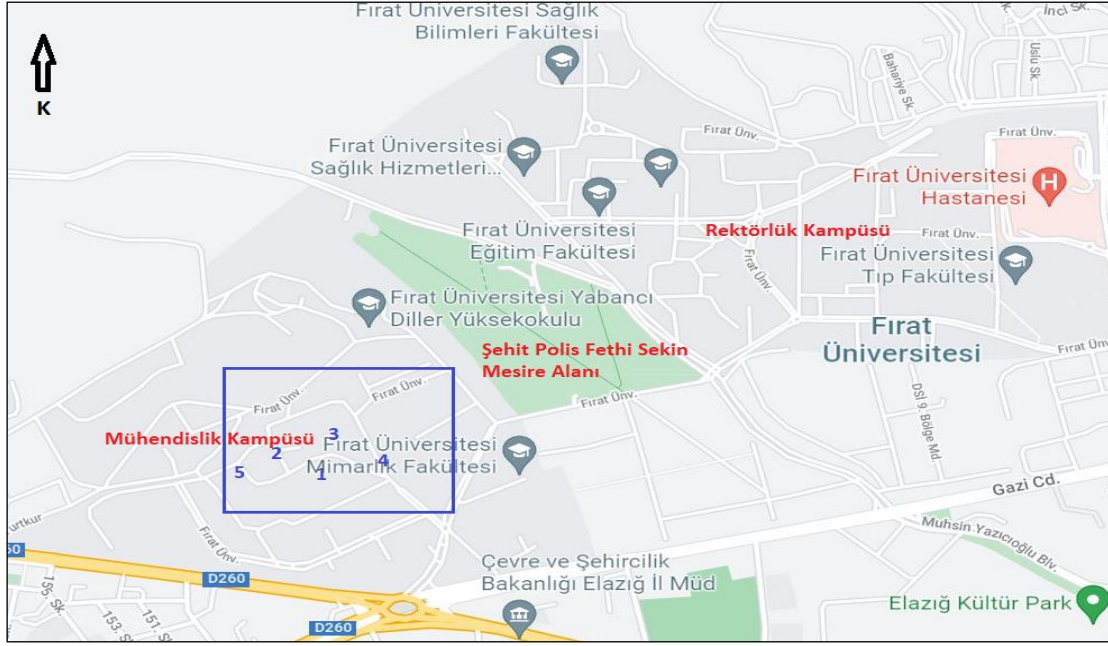 Fırat Üniversitesi Sağlık
Bilimleri Fakültesi
İnci Sk.
K
Uslu Sk.
Bahariye Sk.
Fırat Ünv.
Fırat Ünv.
Fırat Üniversitesi
Sağlık Hizmetleri...
Fırat Üniversitesi
Hastanesi
H
Fırat Üniversitesi
Eğitim Fakültesi
Rektörlük Kampüsü
Fırat Ünv.
Fırat Üniversitesi
Tıp Fakültesi
Fırat Ünv.
Fırat Üniversitesi Yabancı
Diller Yüksekokulu
Fırat
Üniversitesi
Şehit Polis Fethi Sekin
Mesire Alanı
Fırat Ünv.
Fırat Ünv.
Fırat Ünv.
Fırat Ünv.
DSİ 9. Bölge Md.
Mühendislik Kampüsü
3
Fırat Üniversitesi
Mimarlık Fakültesi
2
4
5
1
Gazi Cd.
urtkur
Fırat Ünv.
Muhsin Yazıcıoğlu Blv.
60
D260
Çevre ve Şehircilik
Bakanlığı Elazığ İl Müd
155. Sk
153. S
151. S
D260
Elazığ Kültür Park